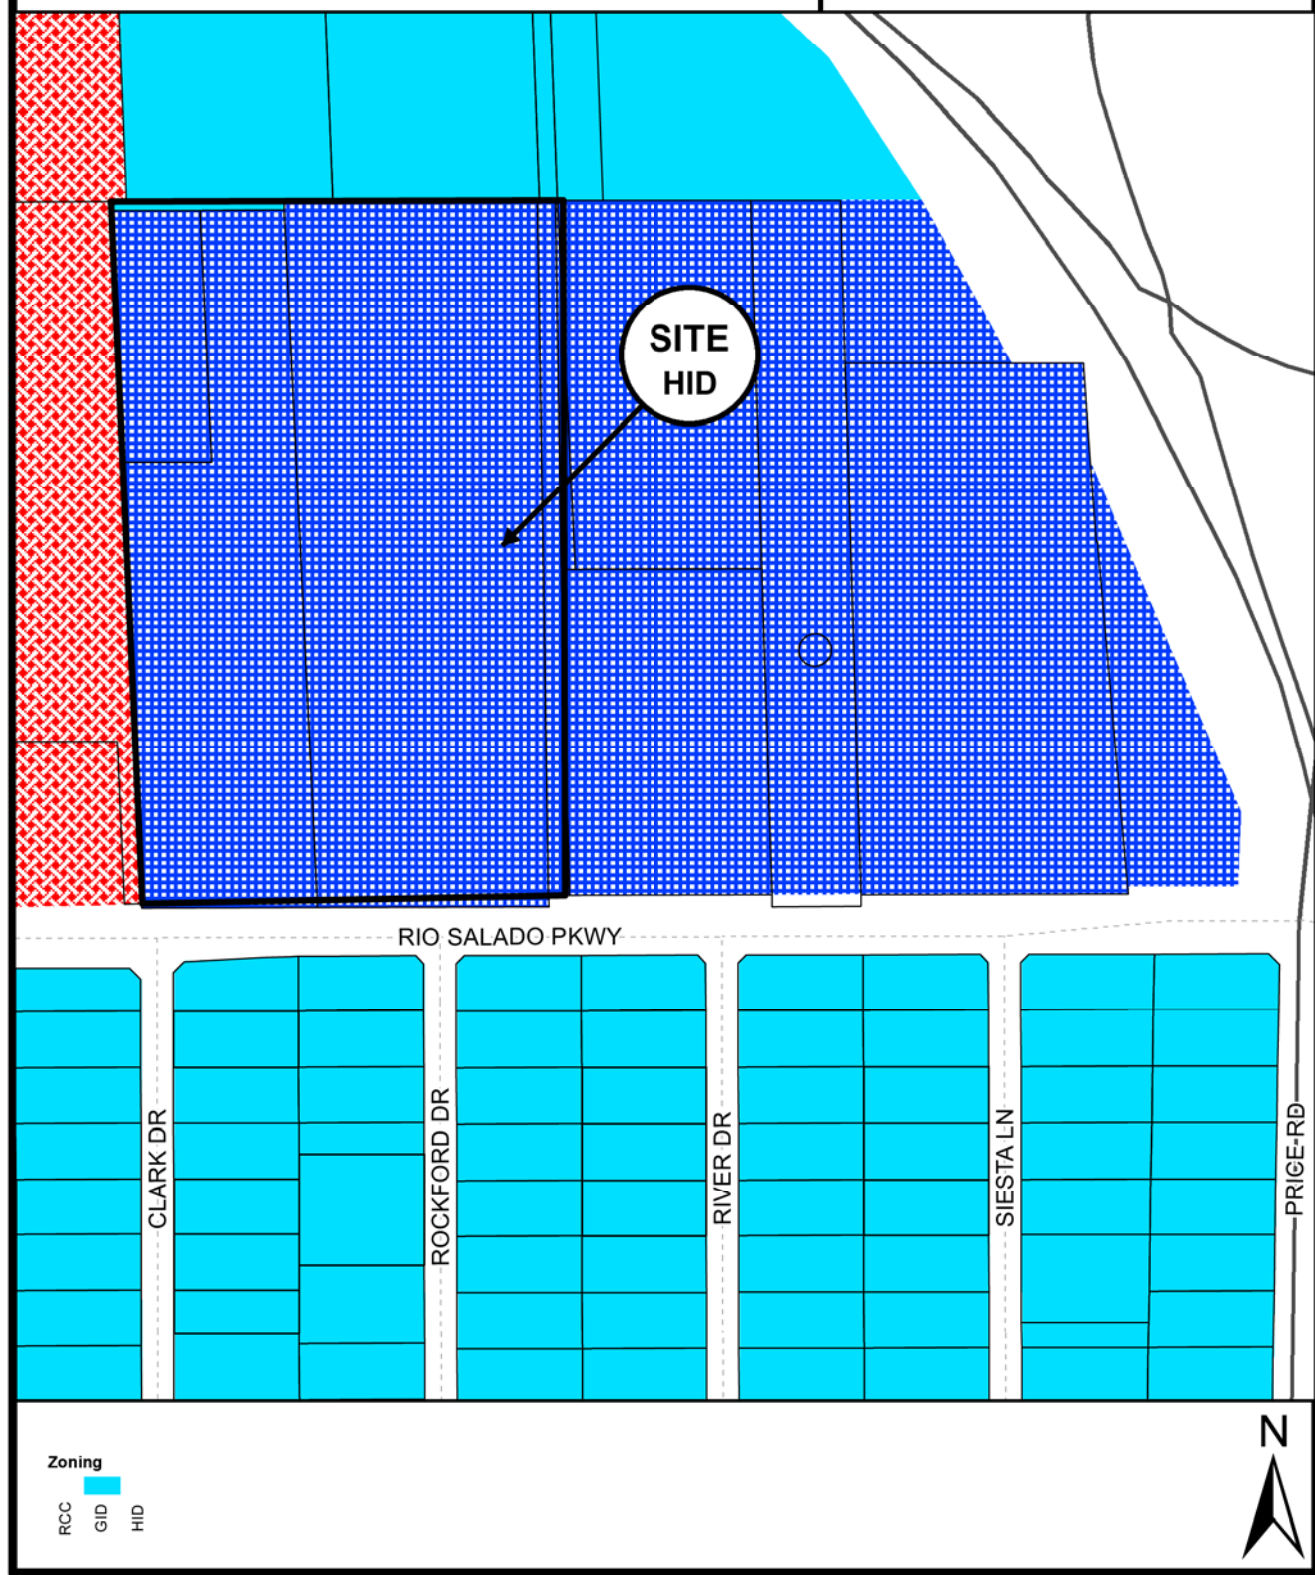 SITE
HID
RIO SALADO PKWY
CLARK DR
ROCKFORD DR
RIVER DR
SIESTA LN
PRICE RD
N
Zoning
RCC
GID
HID